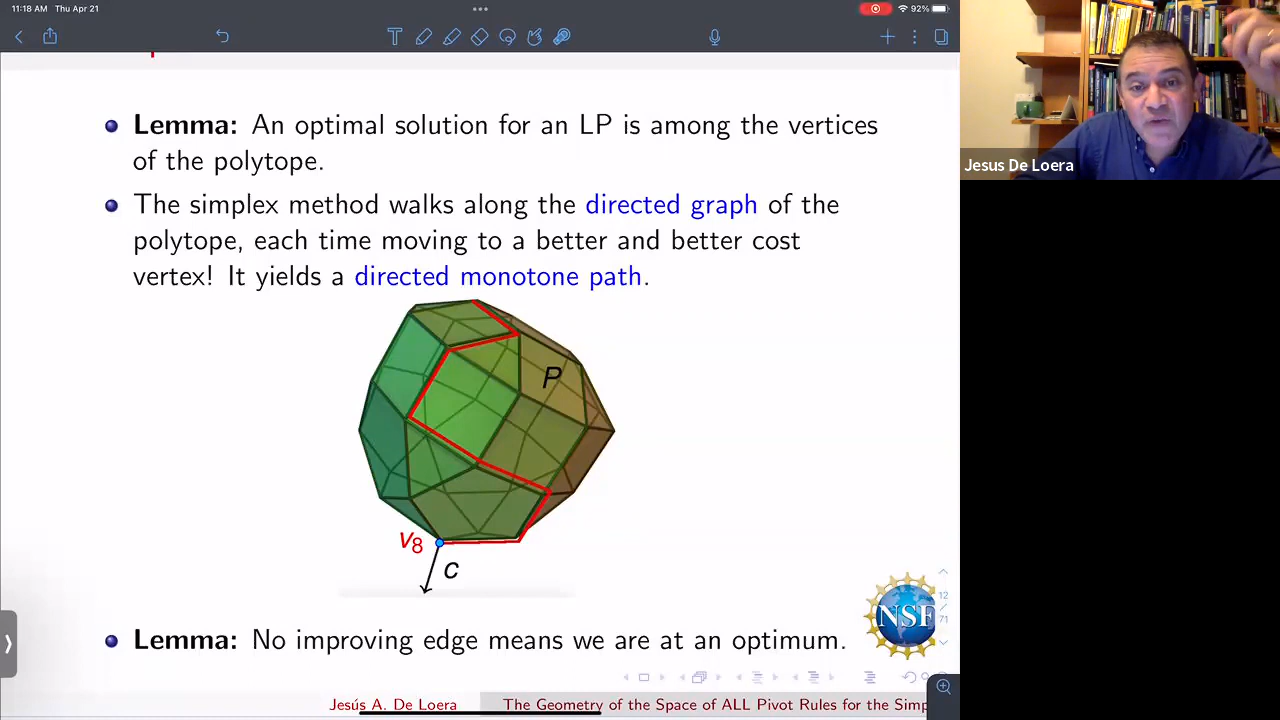 11:18 AM Thu Apr 21
92%
Lemma: An optimal solution for an LP is among the vertices
of the polytope.
Jesus De Loera
The simplex method walks along the directed graph of the
polytope, each time moving to a better and better cost
vertex! It yields a directed monotone path.
P
v8
c
NSF
12
/
71
Lemma: No improving edge means we are at an optimum.
Jesús A. De Loera
The Geometry of the Space of ALL Pivot Rules for the Simp